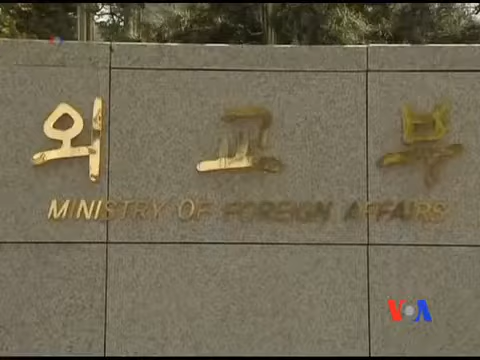 외교부
MINISTRY OF FOREIGN AFFAIRS
VOA